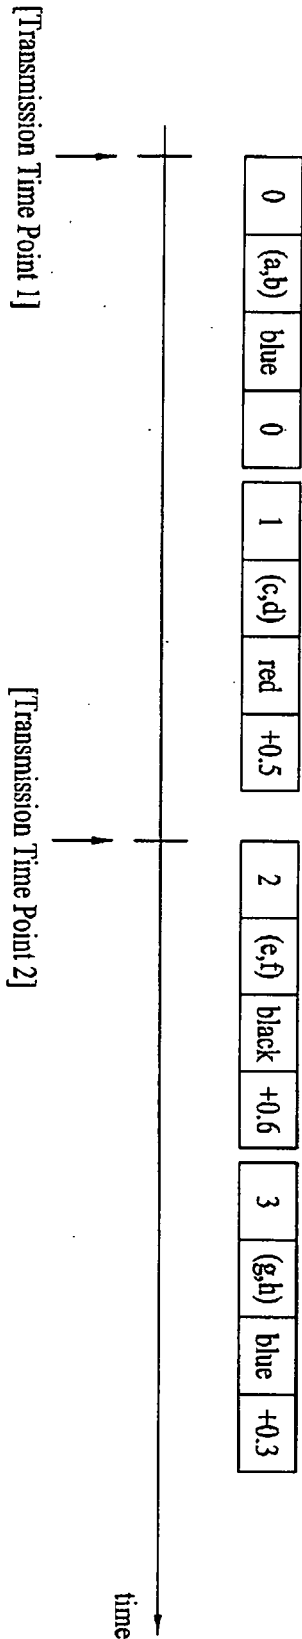 0 (a,b) blue 0 1 (c,d) red +0.5 2 (e,f) black +0.6 3 (g,h) blue +0.3
time
[Transmission Time Point 1] [Transmission Time Point 2]